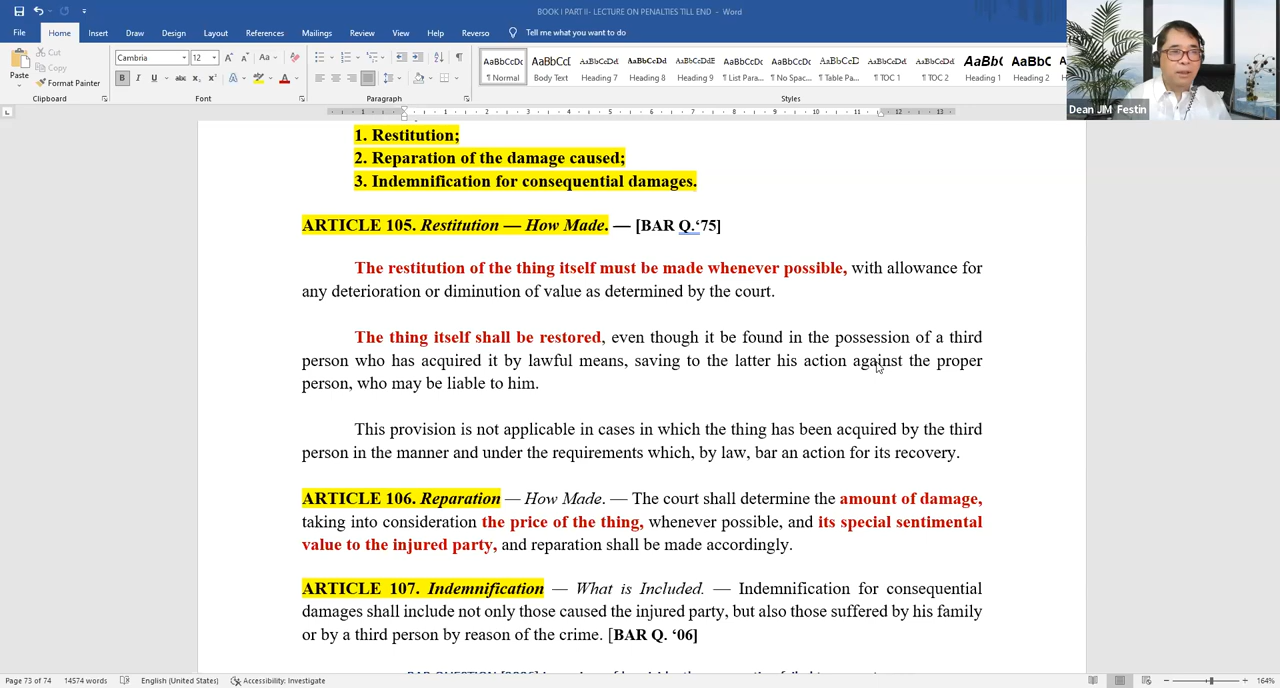 BOOK I PART II- LECTURE ON PENALTIES TILL END - Word
File Home Insert Draw Design Layout References Mailings Review View Help Reverso Tell me what you want to do
Cut
Copy
Format Painter
Paste
Cambria 12
AaBbCcDc AaBbCcI AaBbCcDdE AaBbCcDd AaBbCcDdEe AaBbCcDc AaBbCcDc AaBbCcD AaBbCcDc AaBbCcDd AaBbC AaBbC
¶ Normal Body Text Heading 7 Heading 8 Heading 9 ¶ List Para... ¶ No Spac... ¶ Table Pa... ¶ TOC 1 ¶ TOC 2 Heading 1 Heading 2
Clipboard Font Paragraph Styles
Dean JM Festin
1. Restitution;
2. Reparation of the damage caused;
3. Indemnification for consequential damages.
ARTICLE 105. Restitution — How Made. — [BAR Q.‘75]
The restitution of the thing itself must be made whenever possible, with allowance for
any deterioration or diminution of value as determined by the court.
The thing itself shall be restored, even though it be found in the possession of a third
person who has acquired it by lawful means, saving to the latter his action against the proper
person, who may be liable to him.
This provision is not applicable in cases in which the thing has been acquired by the third
person in the manner and under the requirements which, by law, bar an action for its recovery.
ARTICLE 106. Reparation — How Made. — The court shall determine the amount of damage,
taking into consideration the price of the thing, whenever possible, and its special sentimental
value to the injured party, and reparation shall be made accordingly.
ARTICLE 107. Indemnification — What is Included. — Indemnification for consequential
damages shall include not only those caused the injured party, but also those suffered by his family
or by a third person by reason of the crime. [BAR Q. ‘06]
Page 73 of 74 14574 words English (United States) Accessibility: Investigate 164%